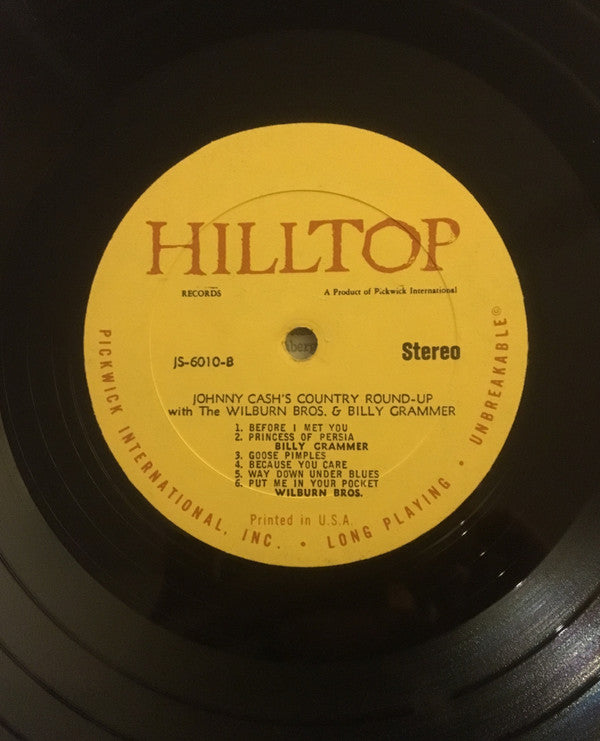 HILLTOP
RECORDS
A Product of Pickwick International
JS-6010-B
Stereo
JOHNNY CASH'S COUNTRY ROUND-UP
with The WILBURN BROS. & BILLY GRAMMER
1. BEFORE I MET YOU
2. PRINCESS OF PERSIA
BILLY GRAMMER
3. GOOSE PIMPLES
4. BECAUSE YOU CARE
5. WAY DOWN UNDER BLUES
6. PUT ME IN YOUR POCKET
WILBURN BROS.
Printed in U.S.A.
PICKWICK INTERNATIONAL, INC. • LONG PLAYING • UNBREAKABLE©